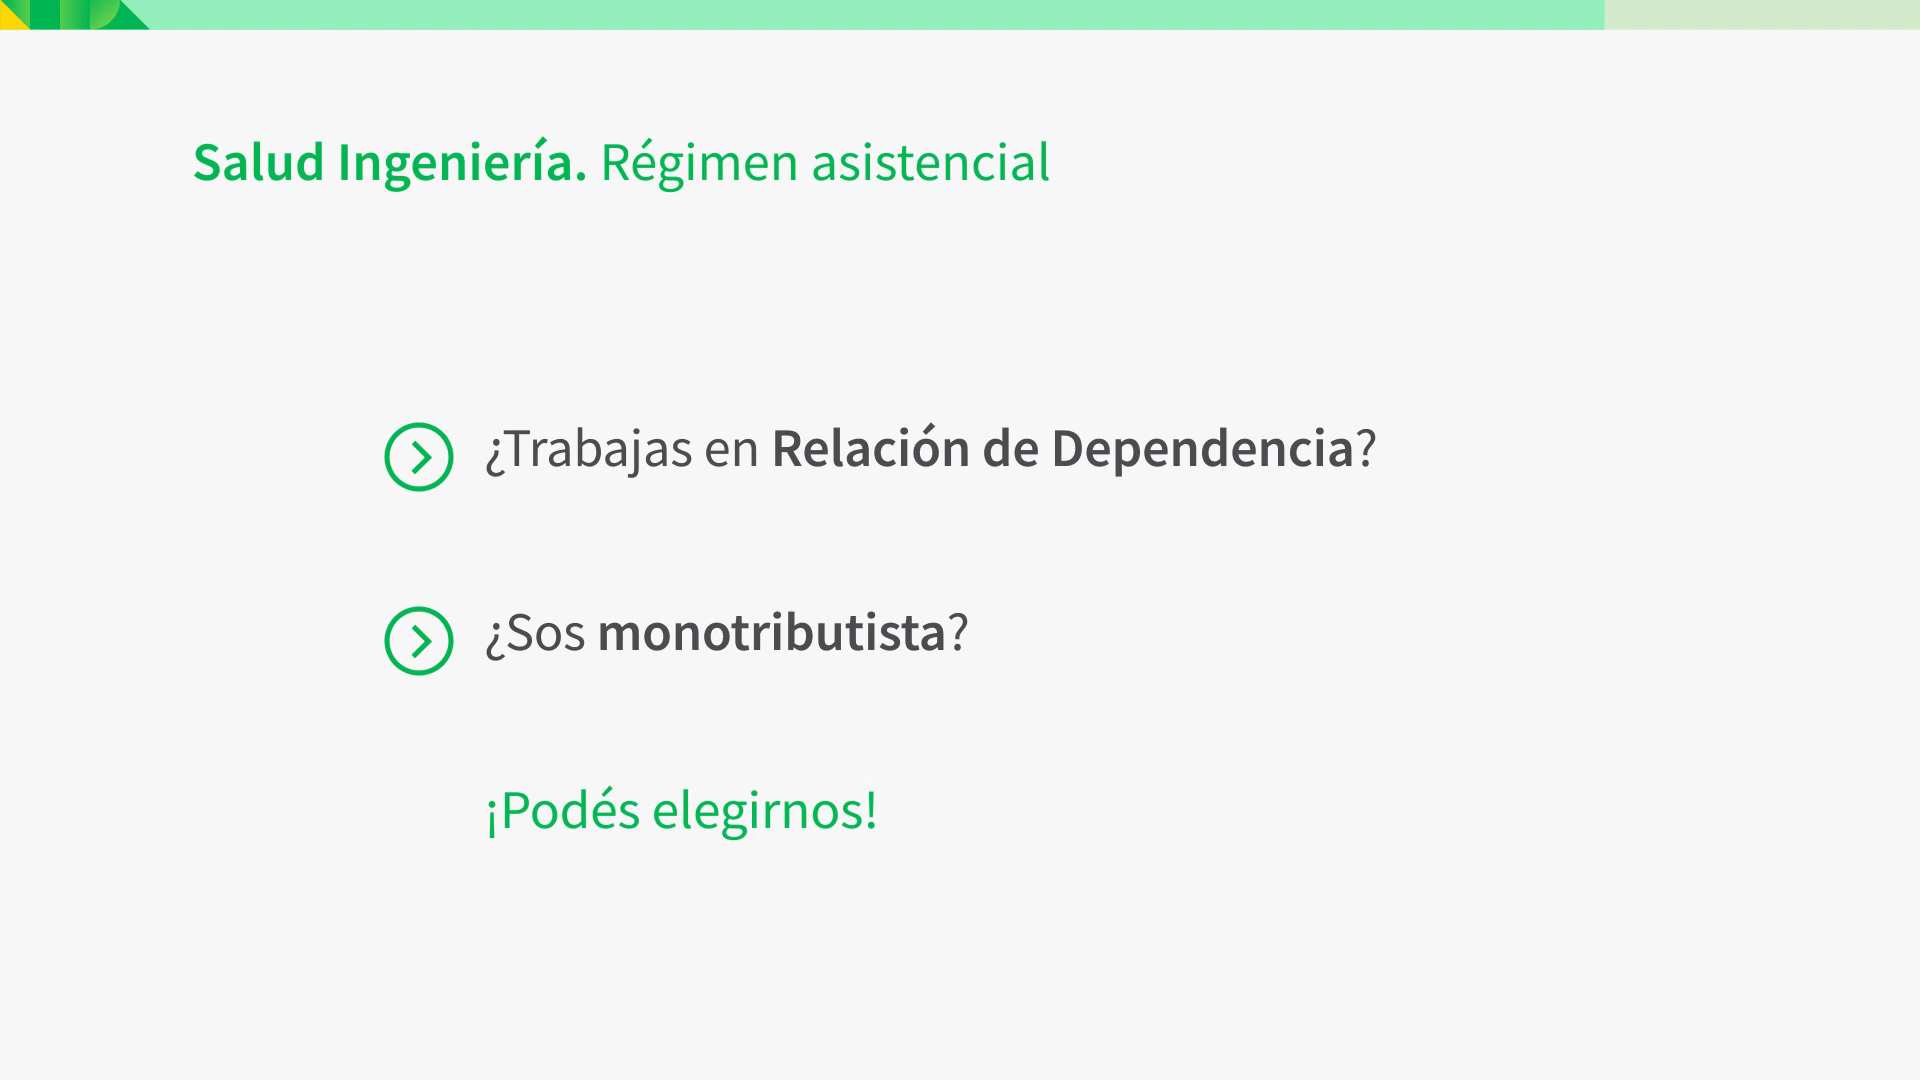 Salud Ingeniería. Régimen asistencial
¿Trabajas en Relación de Dependencia?
¿Sos monotributista?
¡Podés elegirnos!